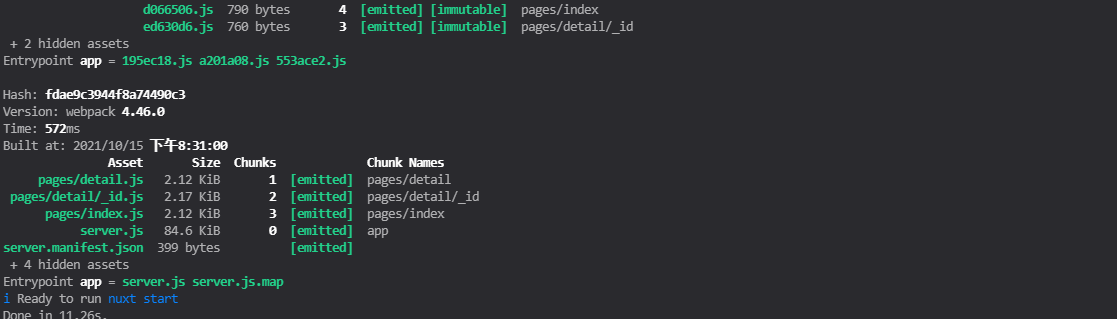 d066506.js 790 bytes 4 [emitted] [immutable] pages/index
ed630d6.js 760 bytes 3 [emitted] [immutable] pages/detail/_id
+ 2 hidden assets
Entrypoint app = 195ec18.js a201a08.js 553ace2.js
Hash: fdae9c3944f8a74490c3
Version: webpack 4.46.0
Time: 572ms
Built at: 2021/10/15 下午8:31:00
Asset Size Chunks Chunk Names
pages/detail.js 2.12 KiB 1 [emitted] pages/detail
pages/detail/_id.js 2.17 KiB 2 [emitted] pages/detail/_id
pages/index.js 2.12 KiB 3 [emitted] pages/index
server.js 84.6 KiB 0 [emitted] app
server.manifest.json 399 bytes [emitted]
+ 4 hidden assets
Entrypoint app = server.js server.js.map
i Ready to run nuxt start
Done in 11.26s.